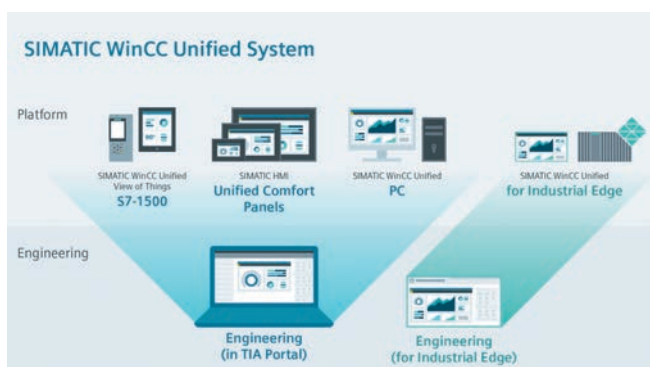 SIMATIC WinCC Unified System
Platform
SIMATIC WinCC Unified
View of Things
S7-1500
SIMATIC HMI
Unified Comfort
Panels
SIMATIC WinCC Unified
PC
SIMATIC WinCC Unified
for Industrial Edge
Engineering
Engineering
(in TIA Portal)
Engineering
(for Industrial Edge)